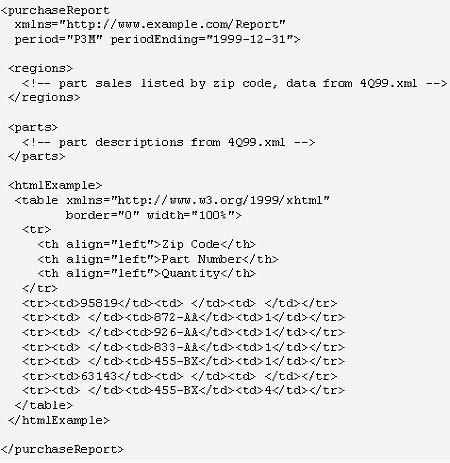 <purchaseReport
  xmlns="http://www.example.com/Report"
  period="P3M" periodEnding="1999-12-31">

 <regions>
   <!-- part sales listed by zip code, data from 4Q99.xml -->
 </regions>

 <parts>
   <!-- part descriptions from 4Q99.xml -->
 </parts>

 <htmlExample>
  <table xmlns="http://www.w3.org/1999/xhtml"
         border="0" width="100%">
   <tr>
     <th align="left">Zip Code</th>
     <th align="left">Part Number</th>
     <th align="left">Quantity</th>
   </tr>
   <tr><td>95819</td><td> </td><td> </td></tr>
   <tr><td> </td><td>872-AA</td><td>1</td></tr>
   <tr><td> </td><td>926-AA</td><td>1</td></tr>
   <tr><td> </td><td>833-AA</td><td>1</td></tr>
   <tr><td> </td><td>455-BX</td><td>1</td></tr>
   <tr><td>63143</td><td> </td><td> </td></tr>
   <tr><td> </td><td>455-BX</td><td>4</td></tr>
  </table>
 </htmlExample>

</purchaseReport>